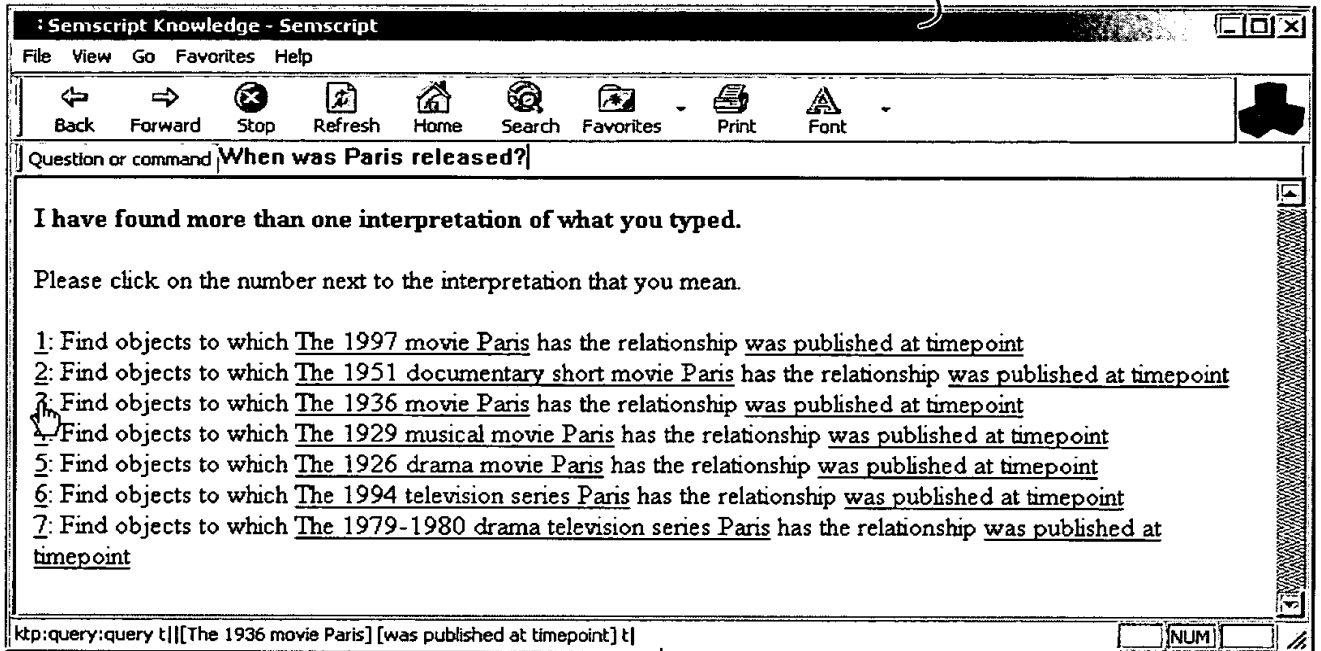 : Semscript Knowledge - Semscript
File View Go Favorites Help
Back Forward Stop Refresh Home Search Favorites Print Font
Question or command When was Paris released?
I have found more than one interpretation of what you typed.
Please click on the number next to the interpretation that you mean.
1: Find objects to which The 1997 movie Paris has the relationship was published at timepoint
2: Find objects to which The 1951 documentary short movie Paris has the relationship was published at timepoint
3: Find objects to which The 1936 movie Paris has the relationship was published at timepoint
4: Find objects to which The 1929 musical movie Paris has the relationship was published at timepoint
5: Find objects to which The 1926 drama movie Paris has the relationship was published at timepoint
6: Find objects to which The 1994 television series Paris has the relationship was published at timepoint
7: Find objects to which The 1979-1980 drama television series Paris has the relationship was published at
timepoint
ktp:query:query t||[The 1936 movie Paris] [was published at timepoint] t|
NUM